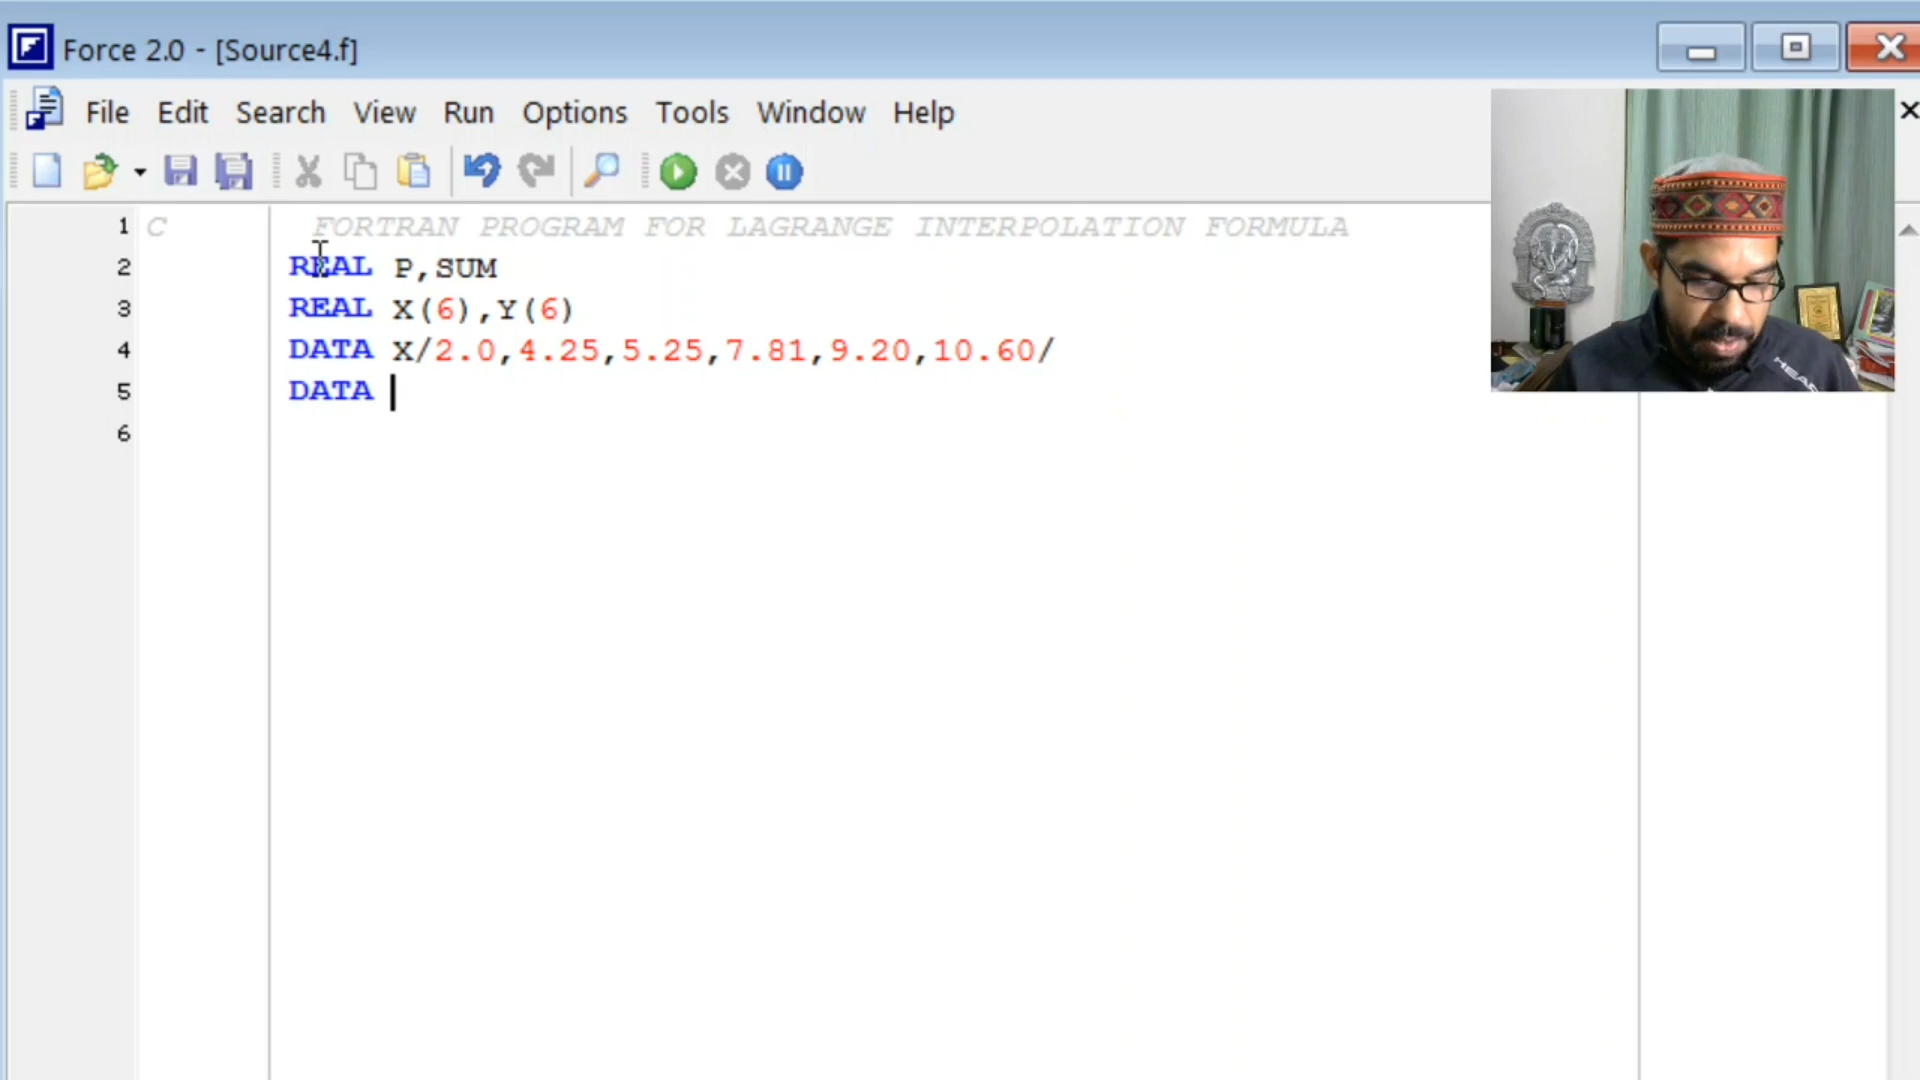 Force 2.0 - [Source4.f]
File Edit Search View Run Options Tools Window Help
1 C FORTRAN PROGRAM FOR LAGRANGE INTERPOLATION FORMULA
2 REAL P,SUM
3 REAL X(6),Y(6)
4 DATA X/2.0,4.25,5.25,7.81,9.20,10.60/
5 DATA
6
HEAD